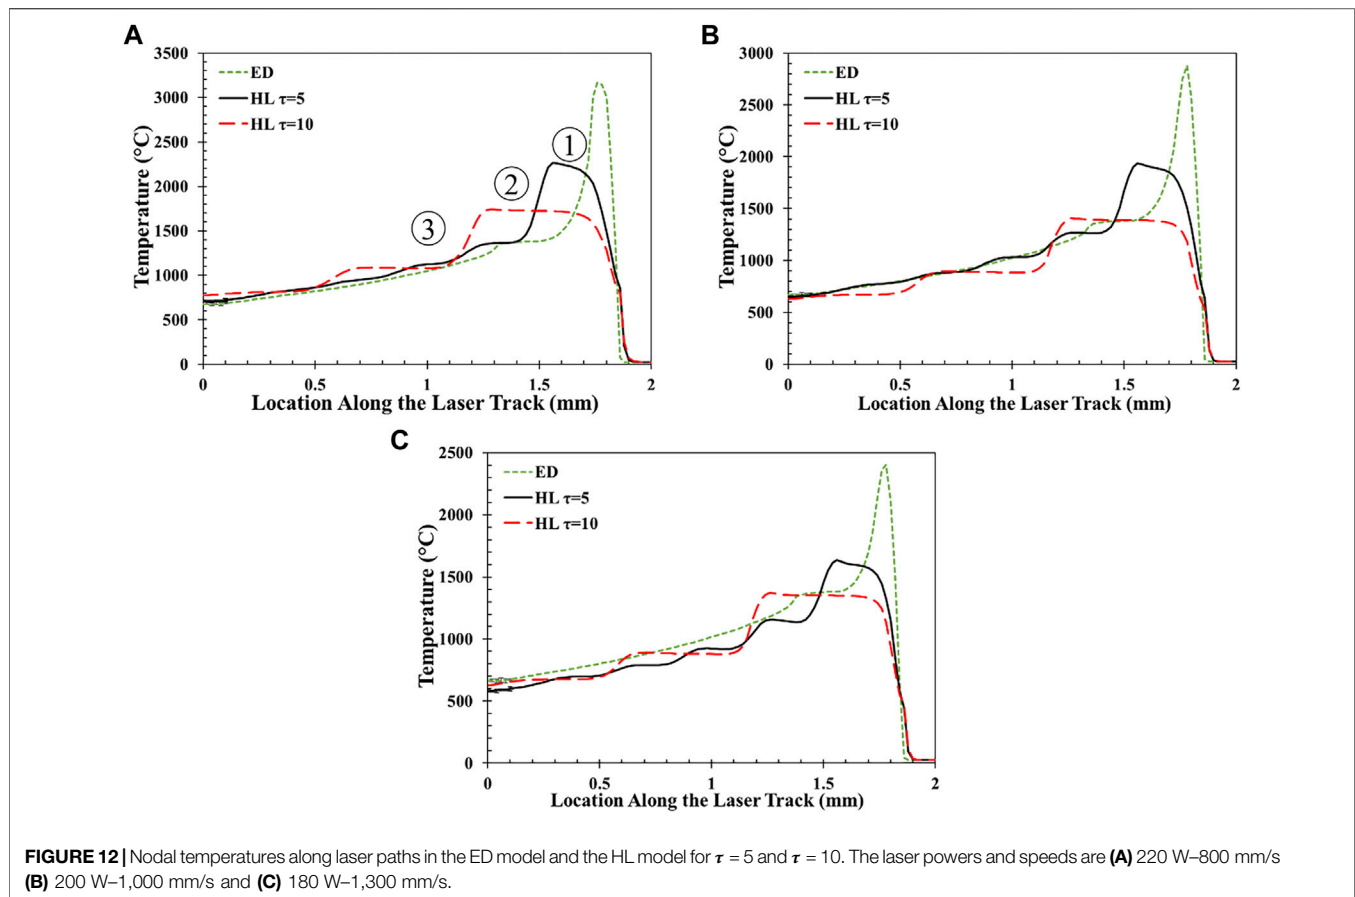 A
3500
3000
2500
2000
1500
1000
500
0
Temperature (°C)
ED
HL τ=5
HL τ=10
①
②
③
0
0.5
1
1.5
2
Location Along the Laser Track (mm)
B
3000
2500
2000
1500
1000
500
0
Temperature (°C)
ED
HL τ=5
HL τ=10
0
0.5
1
1.5
2
Location Along the Laser Track (mm)
C
2500
2000
1500
1000
500
0
Temperature (°C)
ED
HL τ=5
HL τ=10
0
0.5
1
1.5
2
Location Along the Laser Track (mm)
FIGURE 12 | Nodal temperatures along laser paths in the ED model and the HL model for τ = 5 and τ = 10. The laser powers and speeds are (A) 220 W–800 mm/s
(B) 200 W–1,000 mm/s and (C) 180 W–1,300 mm/s.